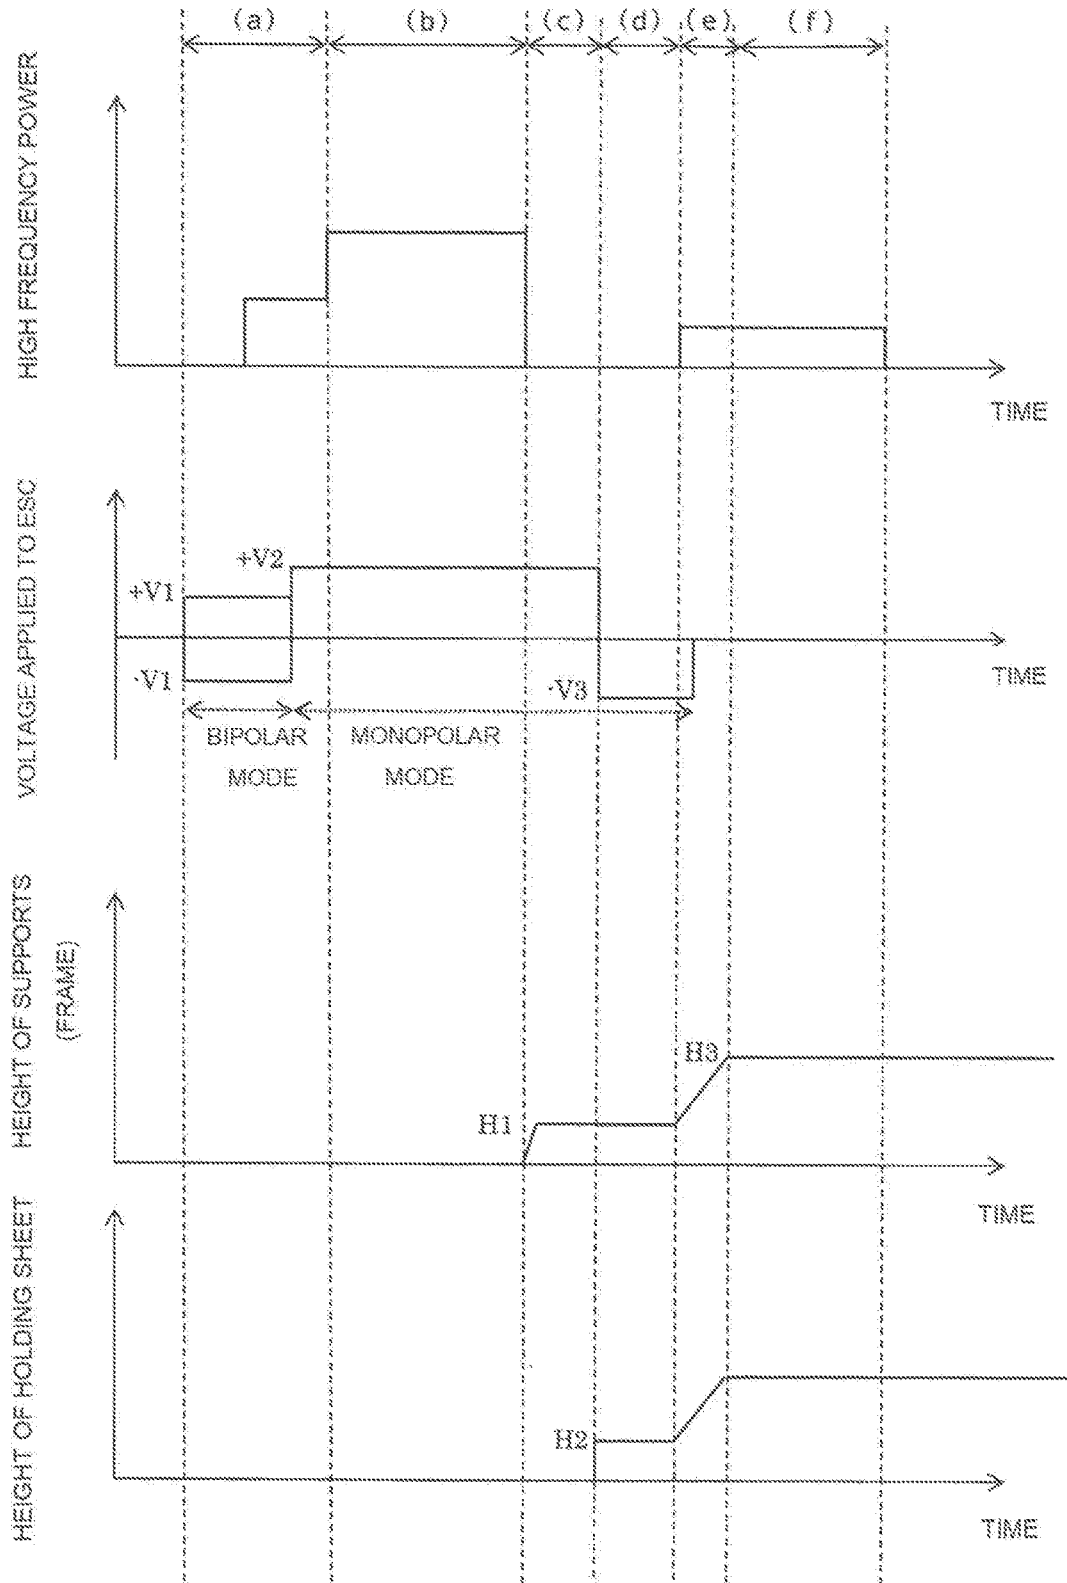 (a) (b) (c) (d) (e) (f)
HIGH FREQUENCY POWER
TIME
VOLTAGE APPLIED TO ESC
+V2
+V1
-V1
-V3
TIME
BIPOLAR
MODE
MONOPOLAR
MODE
HEIGHT OF SUPPORTS
(FRAME)
H3
H1
TIME
HEIGHT OF HOLDING SHEET
H2
TIME